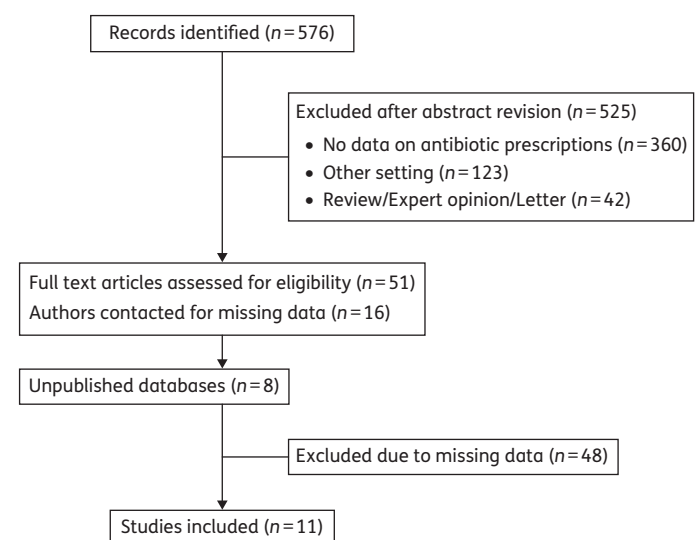 Records identified (n=576)
Excluded after abstract revision (n=525)
• No data on antibiotic prescriptions (n=360)
• Other setting (n=123)
• Review/Expert opinion/Letter (n=42)
Full text articles assessed for eligibility (n=51)
Authors contacted for missing data (n=16)
Unpublished databases (n=8)
Excluded due to missing data (n=48)
Studies included (n=11)